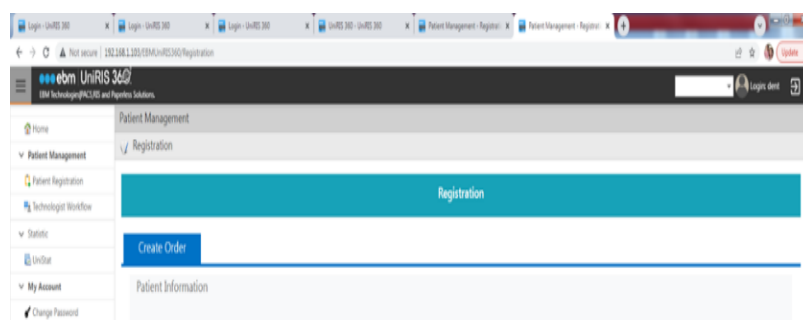 Login - UniRIS 360
Login - UniRIS 360
Login - UniRIS 360
UniRIS 360 - UniRIS 360
Patient Management - Registrat
Patient Management - Registrat
Not secure | 192.168.1.100/EBM/UniRIS360/Registration
Update
ebm UniRIS 360
EBM Technologies|PACS,RIS and Paperless Solutions.
Login: dent
Home
Patient Management
Patient Registration
Technologist Workflow
Statistic
UniStat
My Account
Change Password
Patient Management
Registration
Registration
Create Order
Patient Information